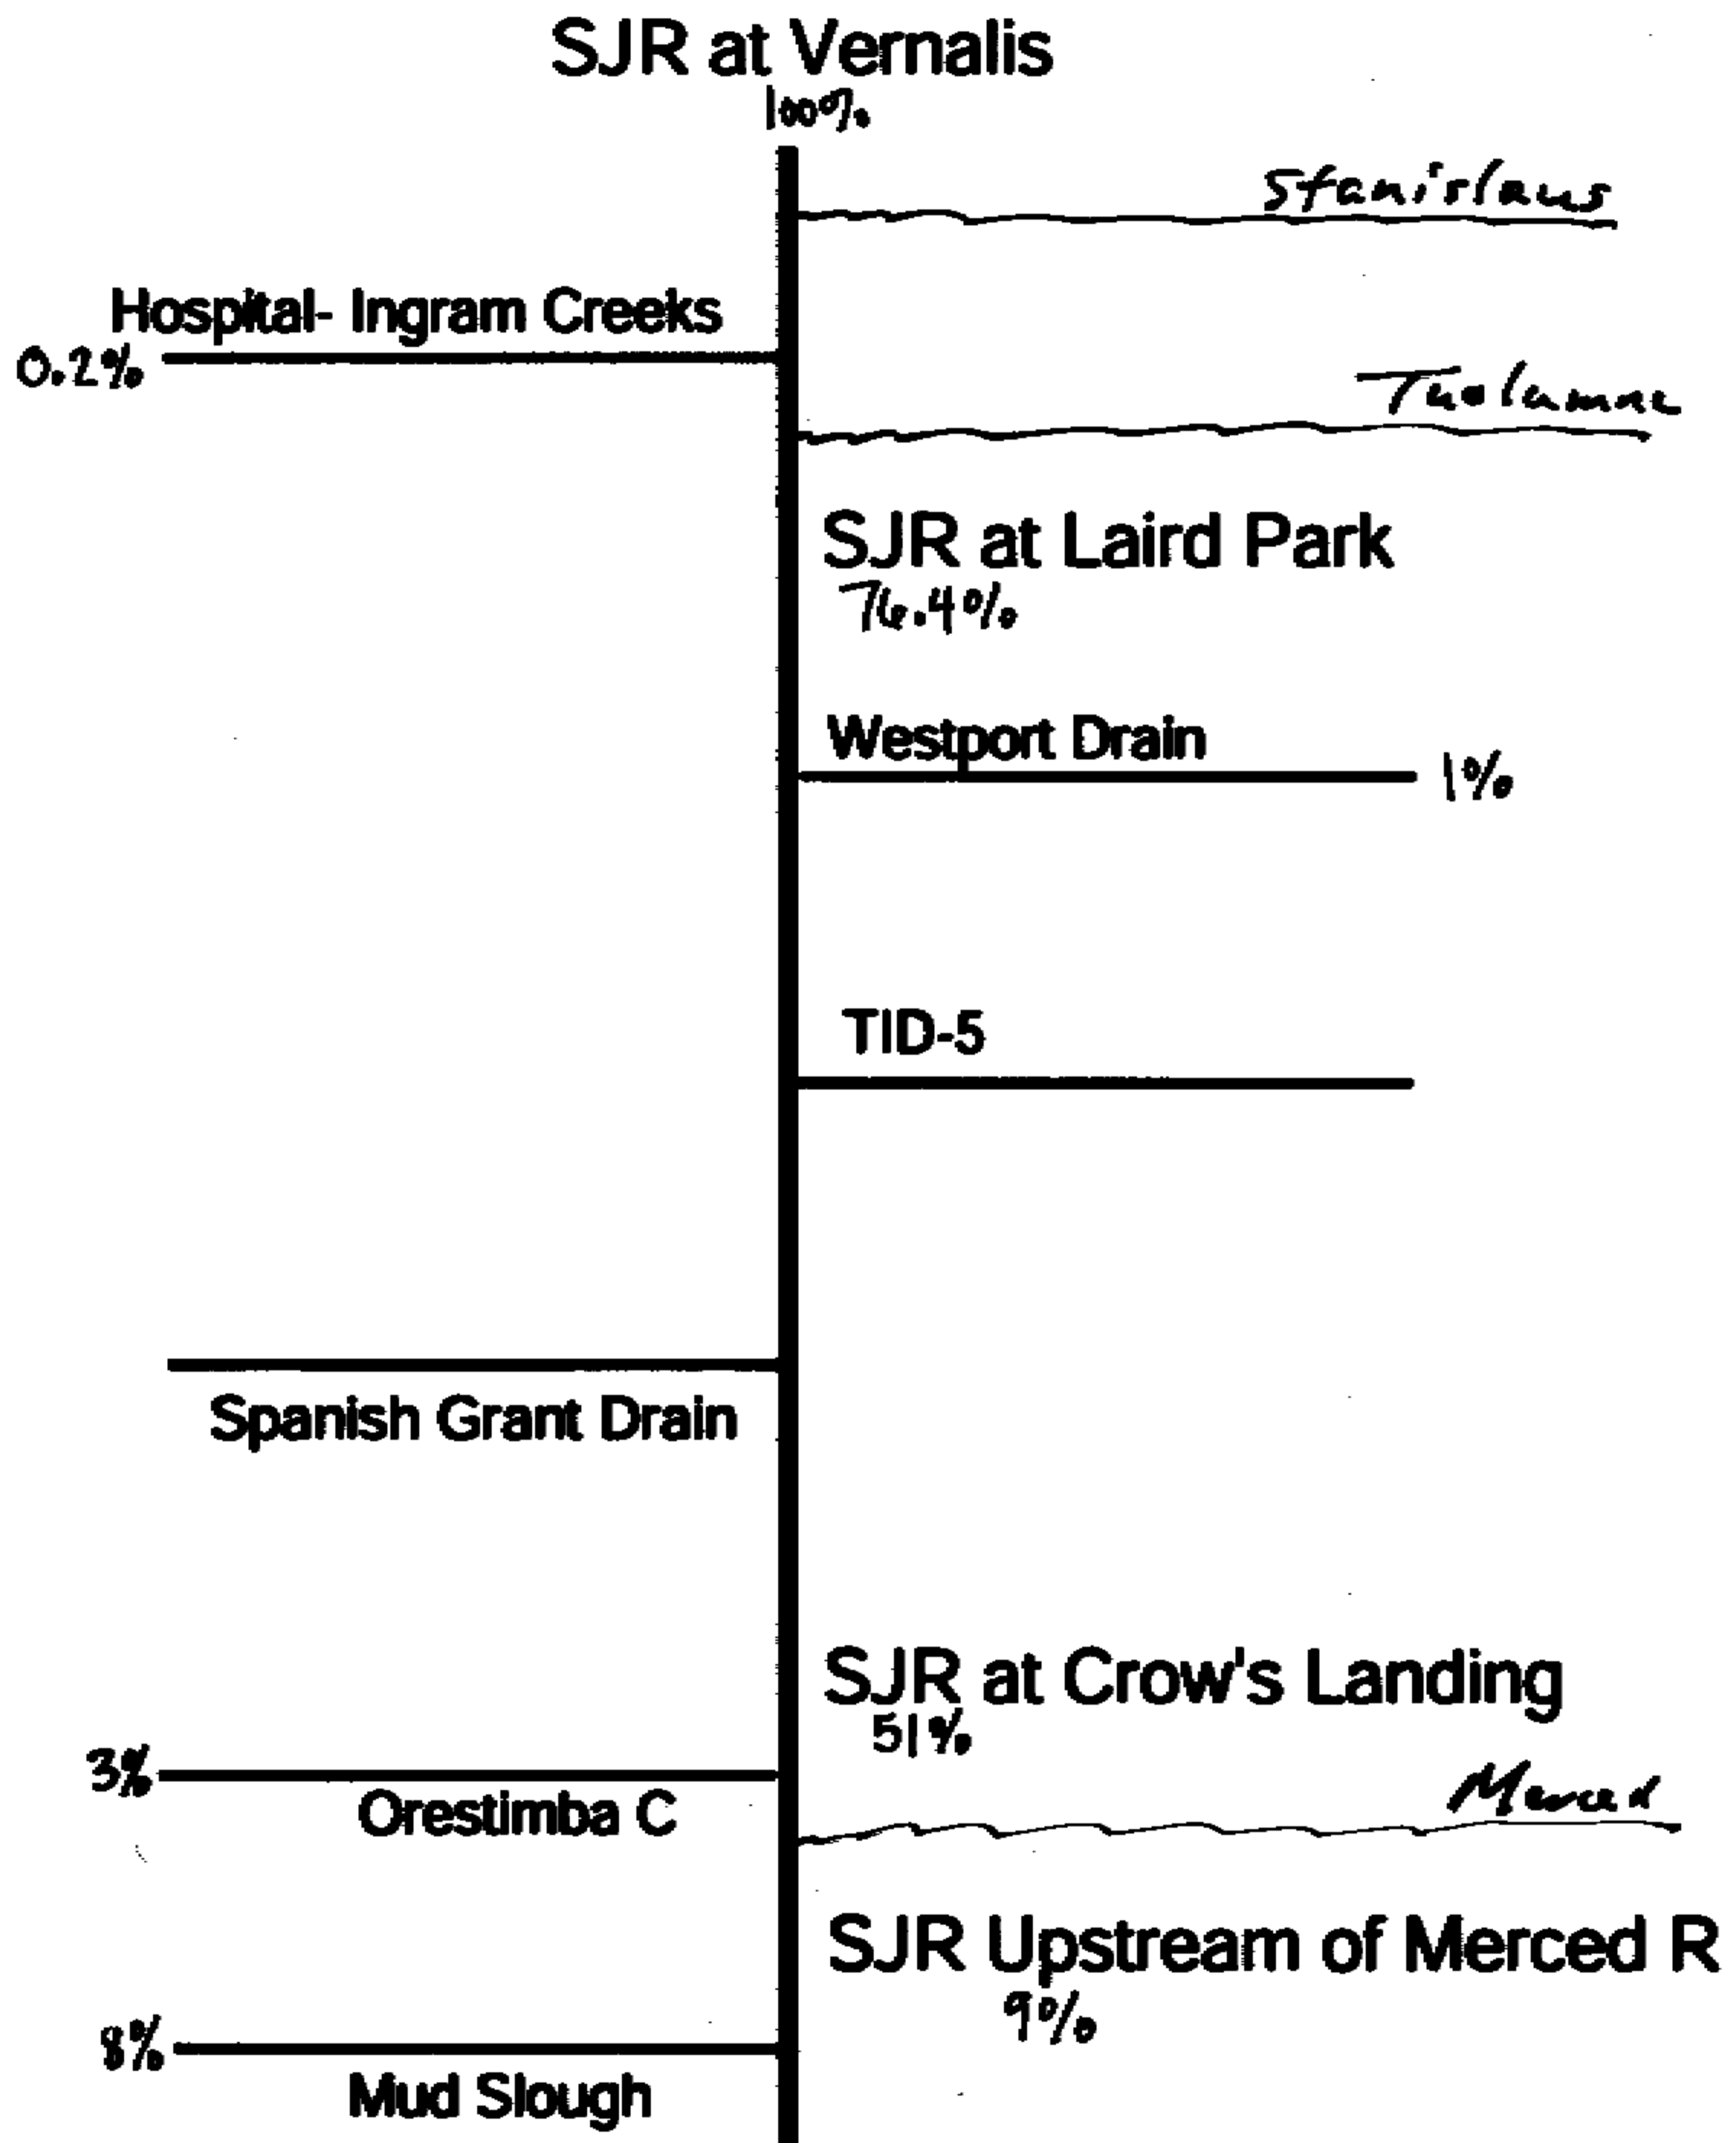 SJR at Vernalis
100%
Stanislaus
Hospital- Ingram Creeks
0.2%
Tuolumne
SJR at Laird Park
76.4%
Westport Drain
1%
TID-5
Spanish Grant Drain
SJR at Crow's Landing
51%
3%
Orestimba C
Merced
SJR Upstream of Merced R
9%
8%
Mud Slough